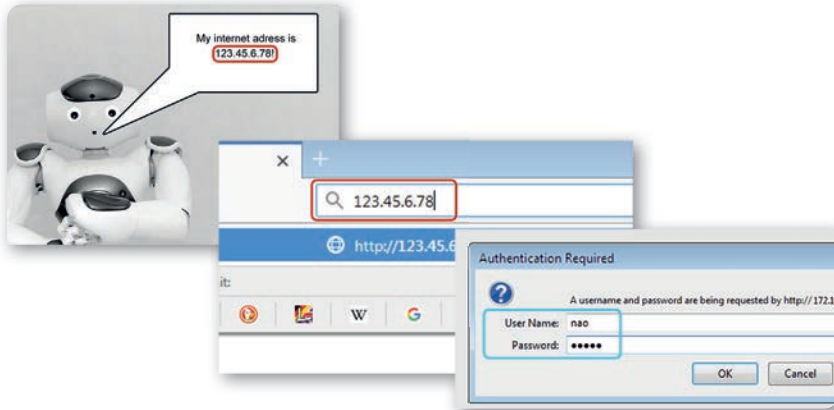 My internet adress is
123.45.6.78!
123.45.6.78
http://123.45.6
it:
W
G
Authentication Required
A username and password are being requested by http://172.1
User Name: nao
Password: •••••
OK Cancel